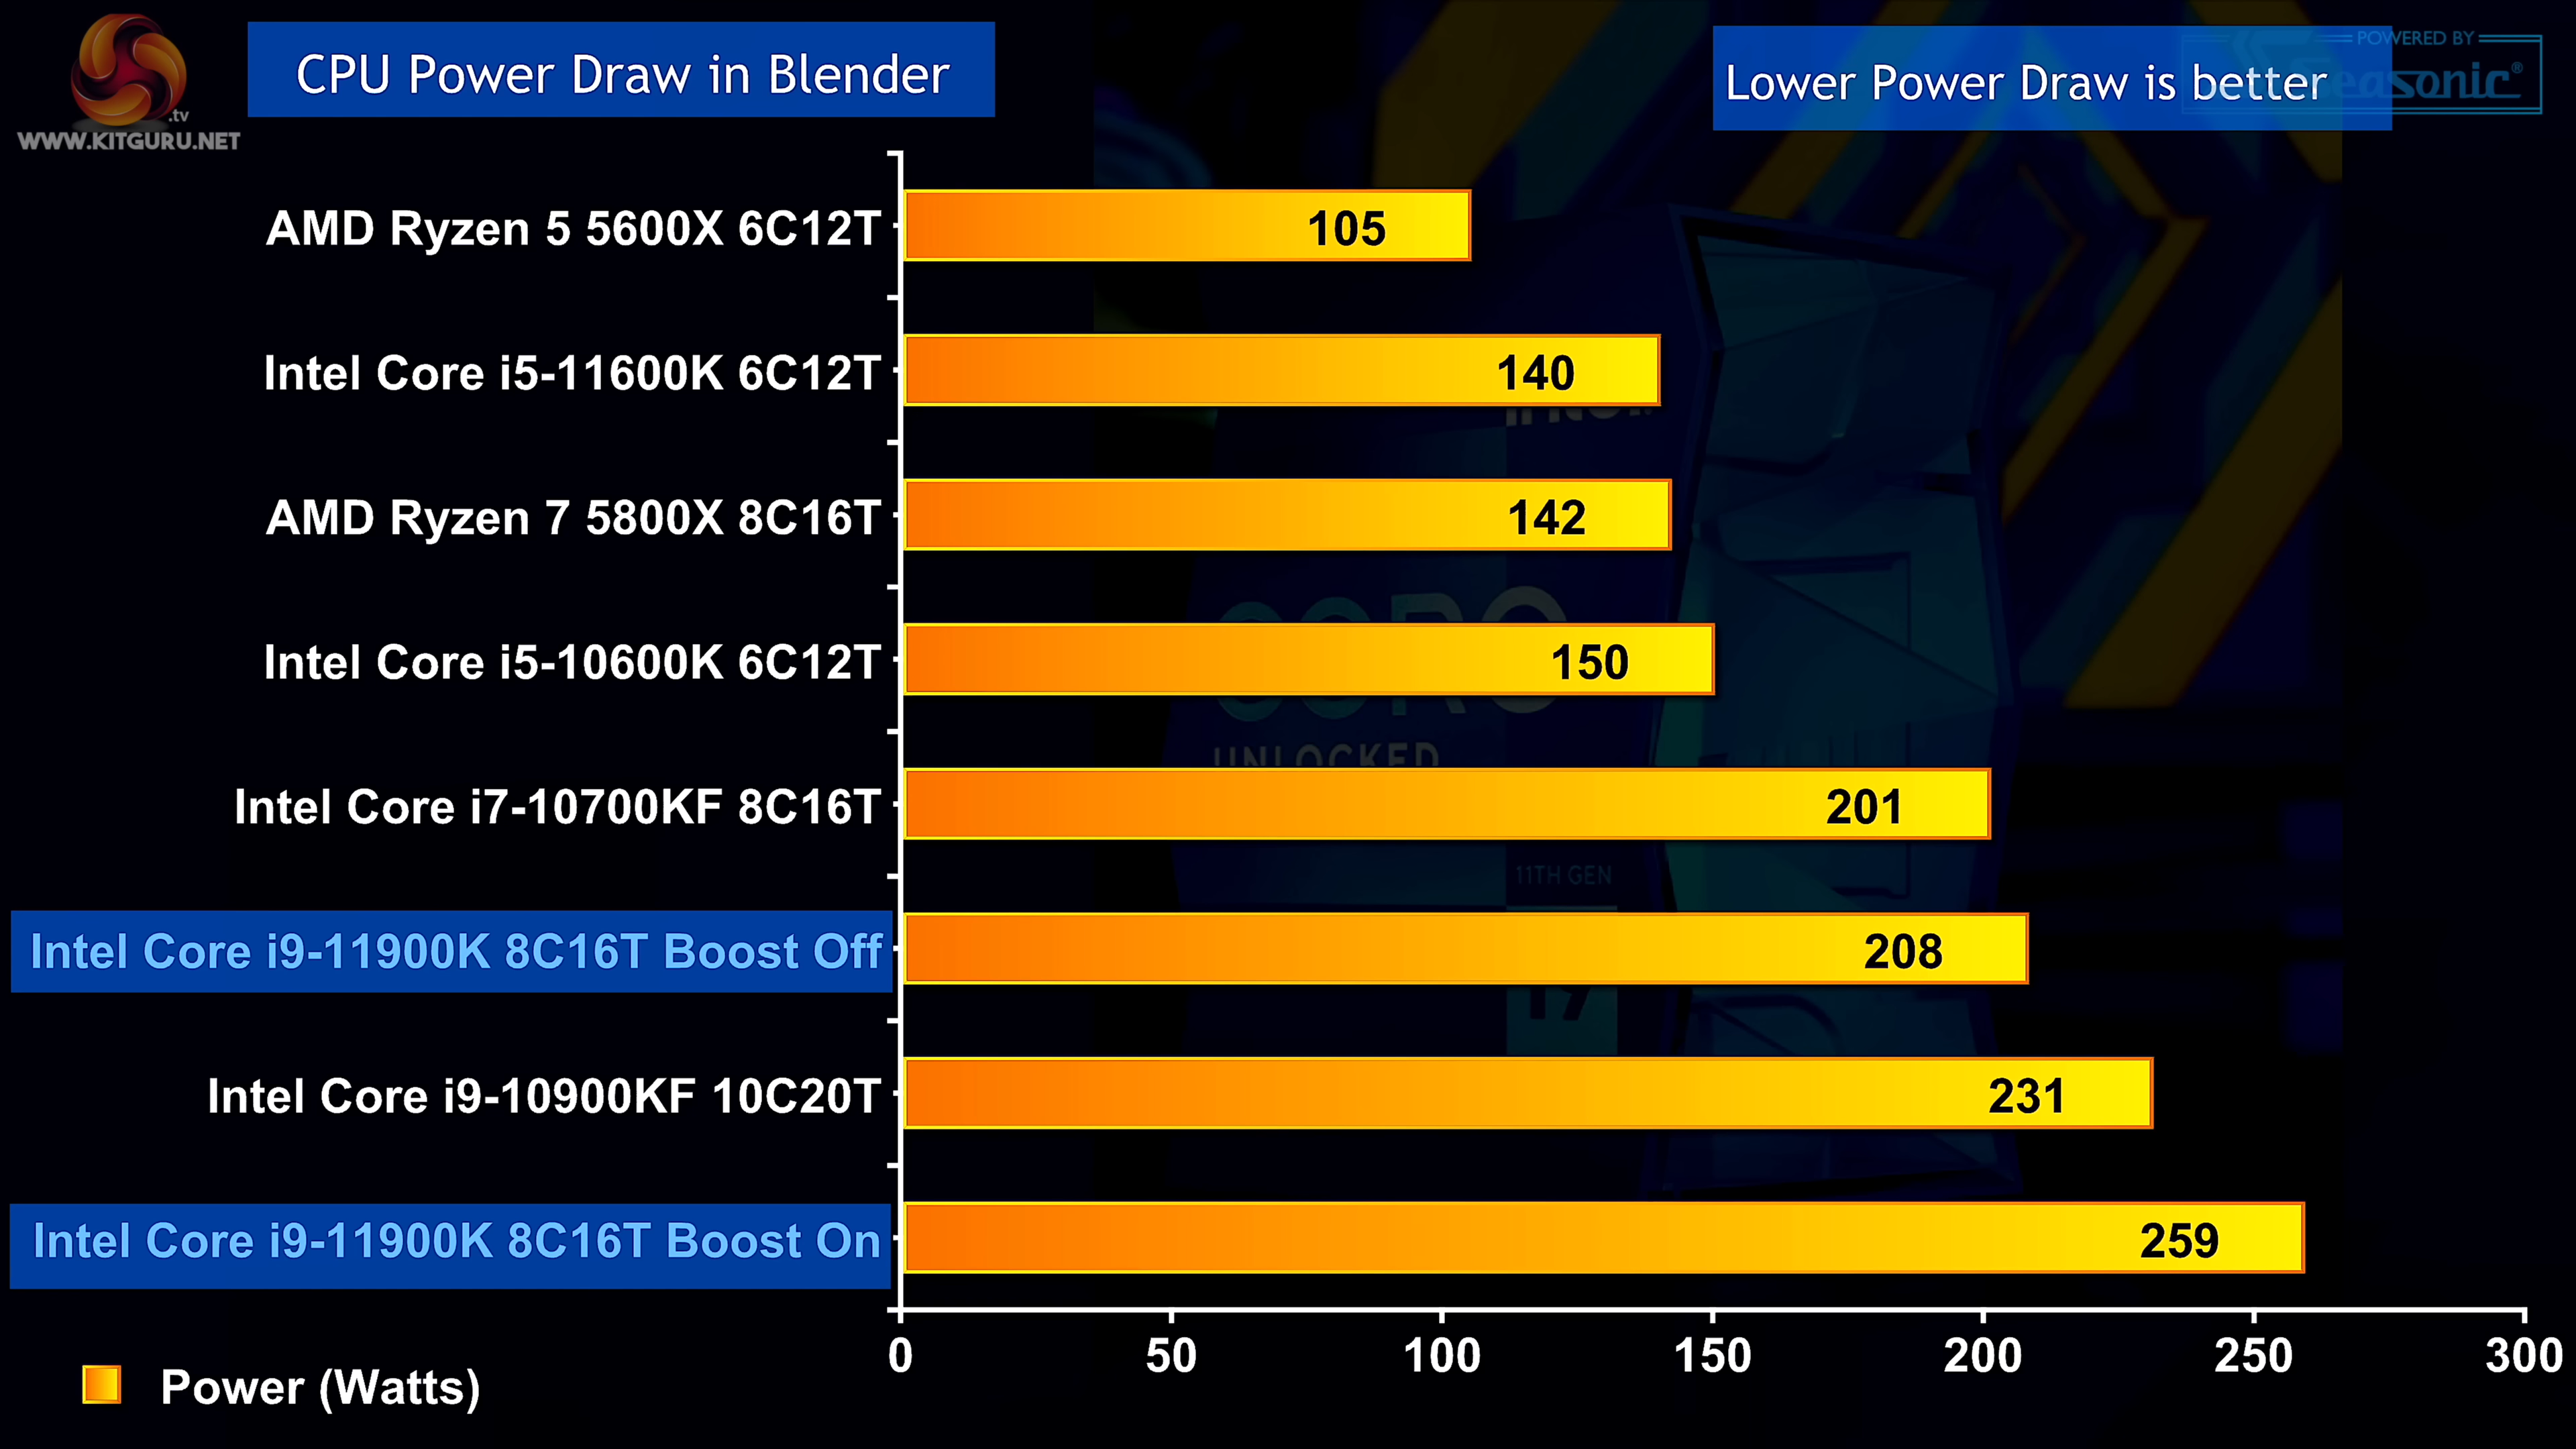 .tv
WWW.KITGURU.NET
CPU Power Draw in Blender
Lower Power Draw is better
POWERED BY
Seasonic®
AMD Ryzen 5 5600X 6C12T
105
Intel Core i5-11600K 6C12T
140
AMD Ryzen 7 5800X 8C16T
142
Intel Core i5-10600K 6C12T
150
UNLOCKED
Intel Core i7-10700KF 8C16T
201
11TH GEN
Intel Core i9-11900K 8C16T Boost Off
208
i9
Intel Core i9-10900KF 10C20T
231
Intel Core i9-11900K 8C16T Boost On
259
0 50 100 150 200 250 300
Power (Watts)